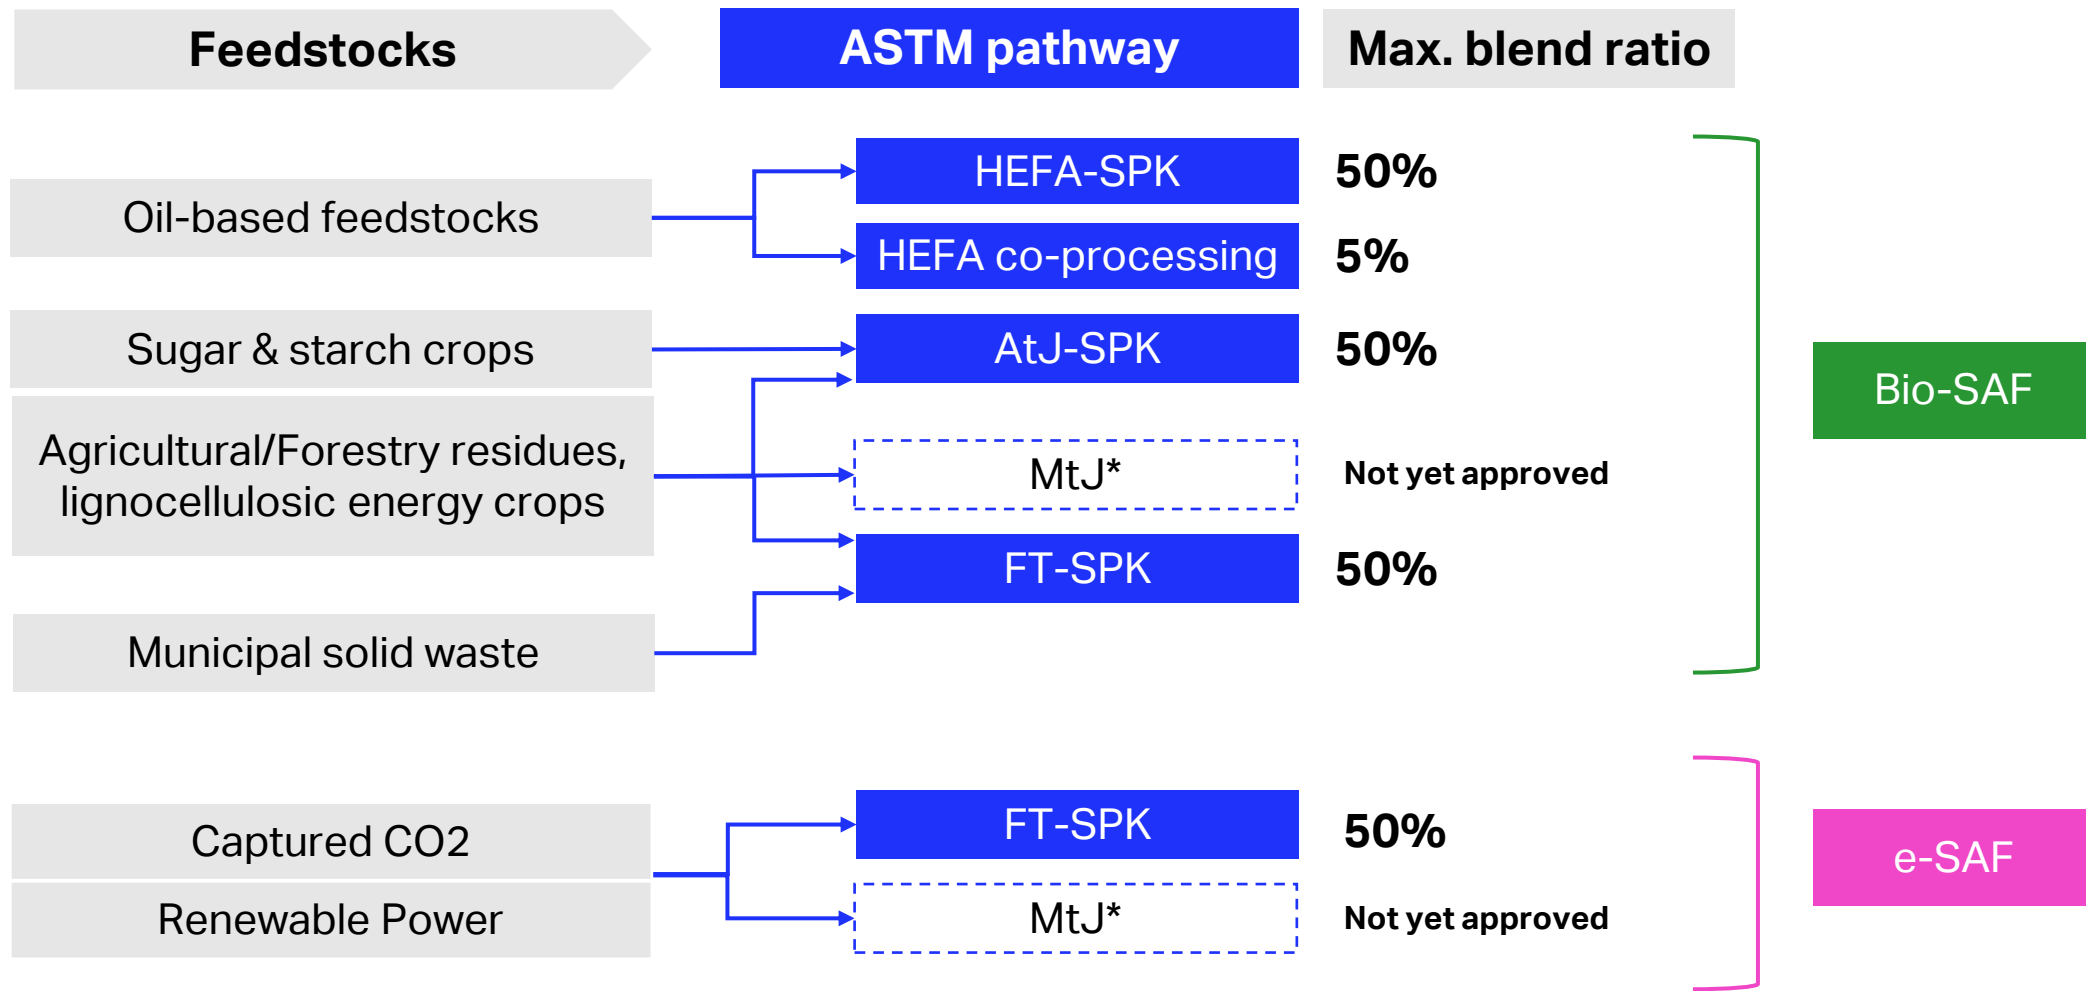 Feedstocks
ASTM pathway
Max. blend ratio
Oil-based feedstocks
HEFA-SPK
50%
HEFA co-processing
5%
Sugar & starch crops
AtJ-SPK
50%
Agricultural/Forestry residues,
lignocellulosic energy crops
MtJ*
Not yet approved
FT-SPK
50%
Municipal solid waste
Bio-SAF
Captured CO2
Renewable Power
FT-SPK
50%
MtJ*
Not yet approved
e-SAF